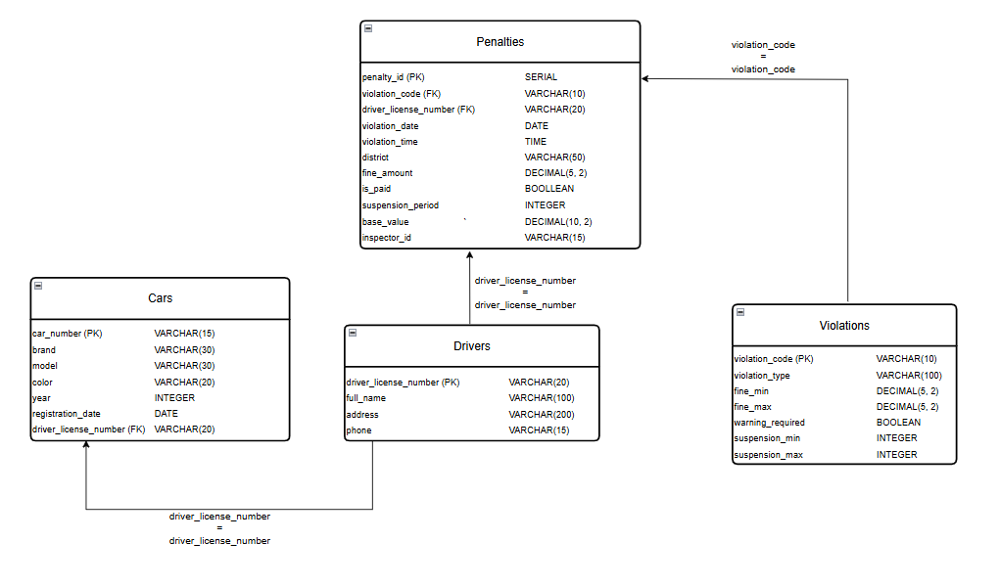 Penalties
penalty_id (PK) SERIAL
violation_code (FK) VARCHAR(10)
driver_license_number (FK) VARCHAR(20)
violation_date DATE
violation_time TIME
district VARCHAR(50)
fine_amount DECIMAL(5, 2)
is_paid BOOLLEAN
suspension_period INTEGER
base_value ` DECIMAL(10, 2)
inspector_id VARCHAR(15)
violation_code
=
violation_code
driver_license_number
=
driver_license_number
Cars
car_number (PK) VARCHAR(15)
brand VARCHAR(30)
model VARCHAR(30)
color VARCHAR(20)
year INTEGER
registration_date DATE
driver_license_number (FK) VARCHAR(20)
Drivers
driver_license_number (PK) VARCHAR(20)
full_name VARCHAR(100)
address VARCHAR(200)
phone VARCHAR(15)
Violations
violation_code (PK) VARCHAR(10)
violation_type VARCHAR(100)
fine_min DECIMAL(5, 2)
fine_max DECIMAL(5, 2)
warning_required BOOLEAN
suspension_min INTEGER
suspension_max INTEGER
driver_license_number
=
driver_license_number